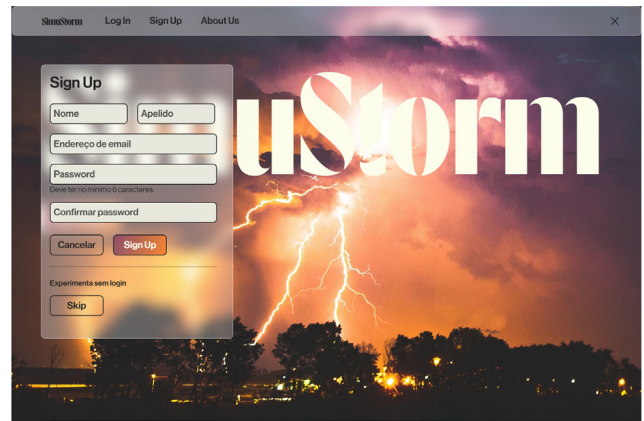 SimuStorm Log In Sign Up About Us
uStorm
Sign Up
Nome Apelido
Endereço de email
Password
Deve ter no mínimo 8 caracteres.
Confirmar password
Cancelar Sign Up
Experimenta sem login
Skip